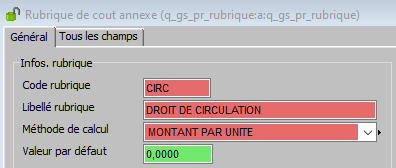 Rubrique de cout annexe (q_gs_pr_rubrique:a:q_gs_pr_rubrique)
Général Tous les champs
Infos. rubrique
Code rubrique CIRC
Libellé rubrique DROIT DE CIRCULATION
Méthode de calcul MONTANT PAR UNITE
Valeur par défaut 0,0000